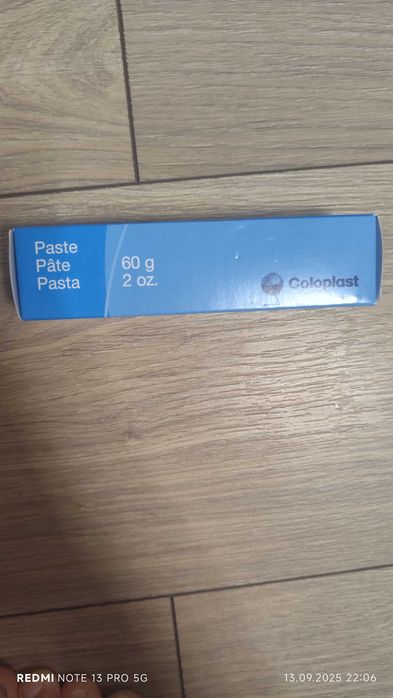 Paste
Pâte
Pasta
60 g
2 oz.
Coloplast
REDMI NOTE 13 PRO 5G
13.09.2025 22:06